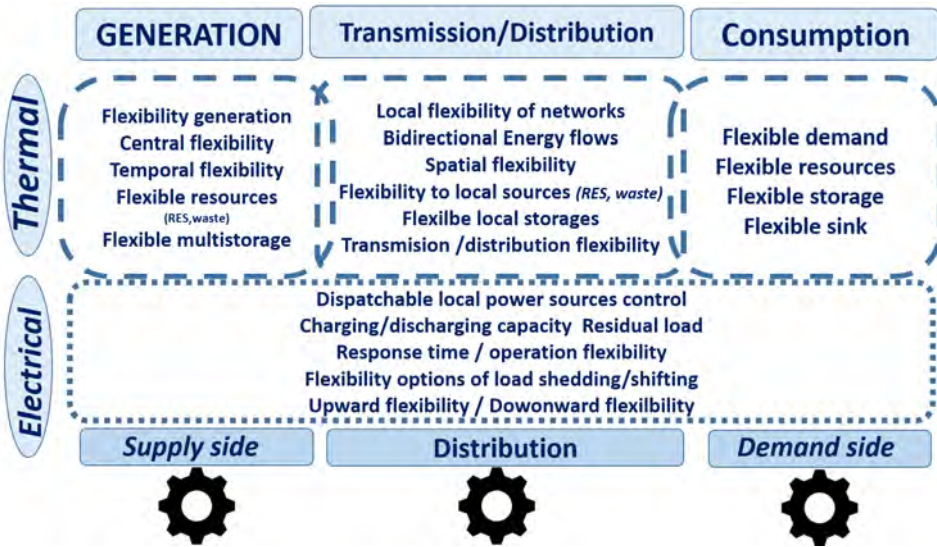 GENERATION
Transmission/Distribution
Consumption
Thermal
Flexibility generation
Central flexibility
Temporal flexibility
Flexible resources
(RES,waste)
Flexible multistorage
Local flexibility of networks
Bidirectional Energy flows
Spatial flexibility
Flexibility to local sources (RES, waste)
Flexilbe local storages
Transmision /distribution flexibility
Flexible demand
Flexible resources
Flexible storage
Flexible sink
Electrical
Dispatchable local power sources control
Charging/discharging capacity Residual load
Response time / operation flexibility
Flexibility options of load shedding/shifting
Upward flexibility / Dowonward flexilbility
Supply side
Distribution
Demand side